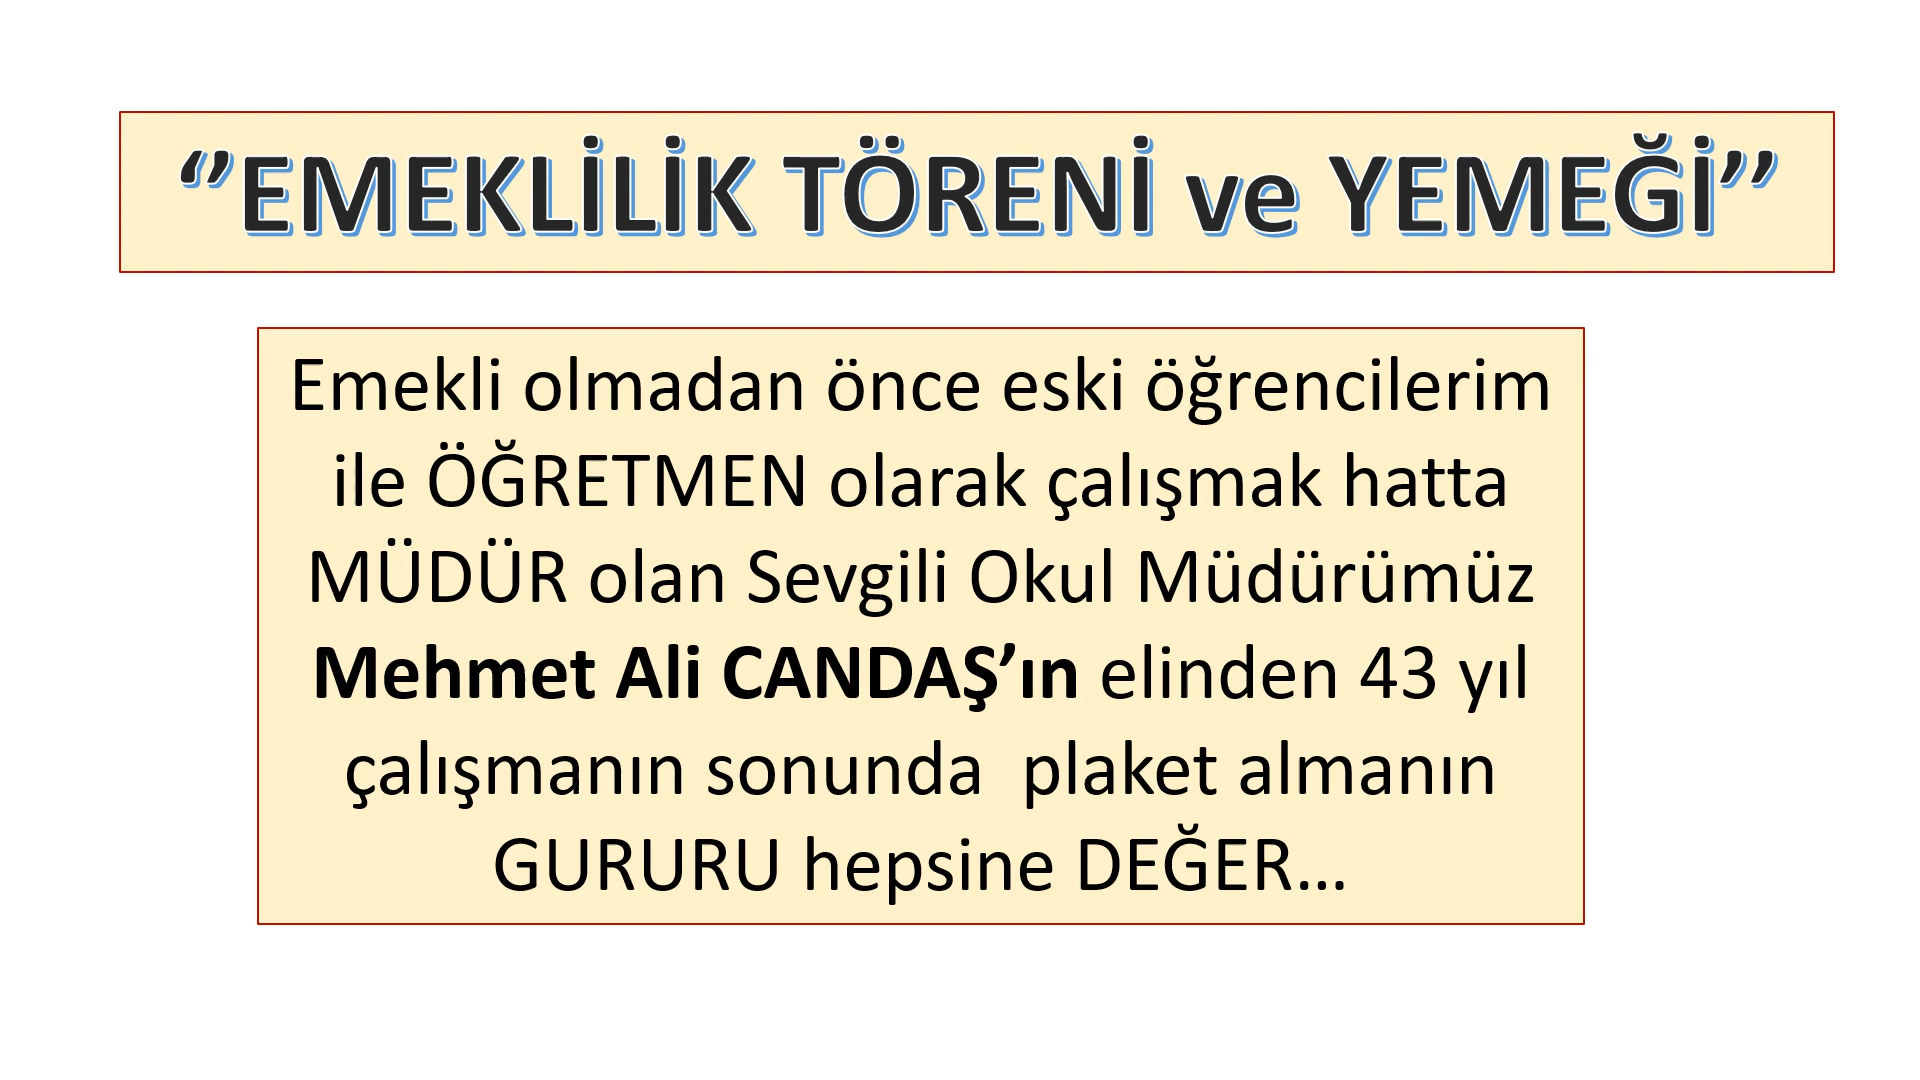 ‘’EMEKLİLİK TÖRENİ ve YEMEĞİ’’
Emekli olmadan önce eski öğrencilerim
ile ÖĞRETMEN olarak çalışmak hatta
MÜDÜR olan Sevgili Okul Müdürümüz
Mehmet Ali CANDAŞ’ın elinden 43 yıl
çalışmanın sonunda  plaket almanın
GURURU hepsine DEĞER…